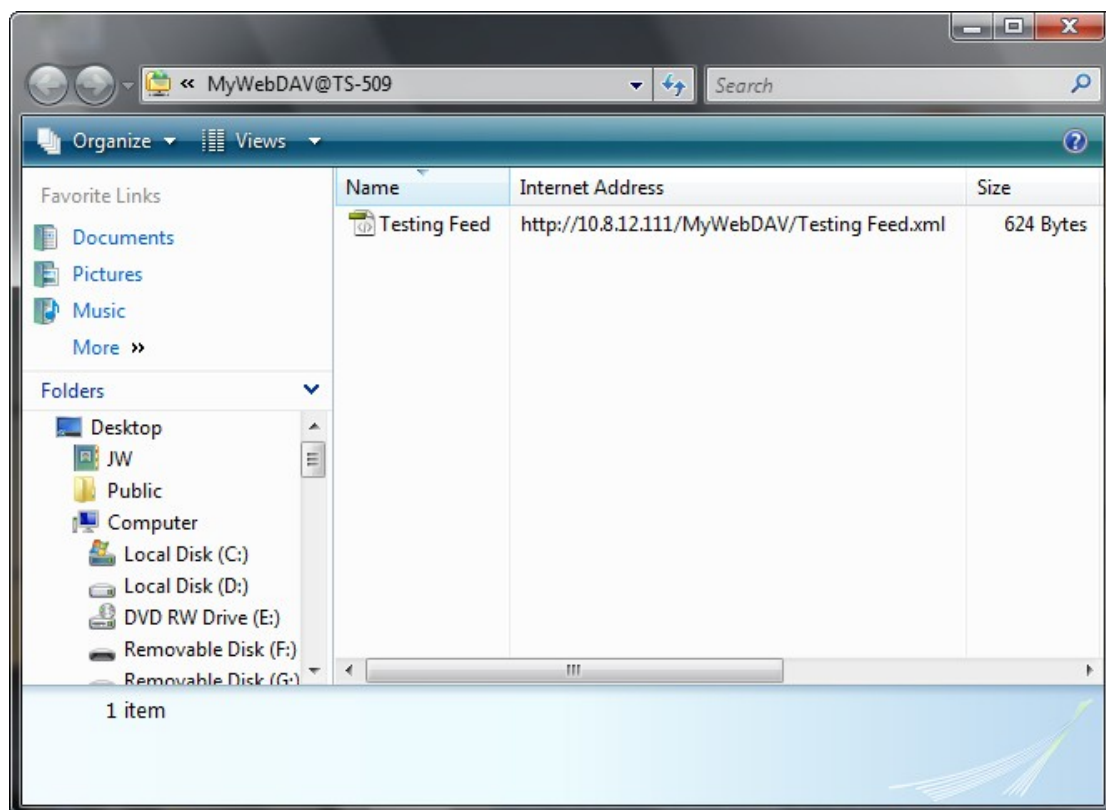 « MyWebDAV@TS-509
Search
Organize Views
Favorite Links
Documents
Pictures
Music
More »
Folders
Desktop
JW
Public
Computer
Local Disk (C:)
Local Disk (D:)
DVD RW Drive (E:)
Removable Disk (F:)
Removable Disk (G:)
Name Internet Address Size
Testing Feed http://10.8.12.111/MyWebDAV/Testing Feed.xml 624 Bytes
1 item